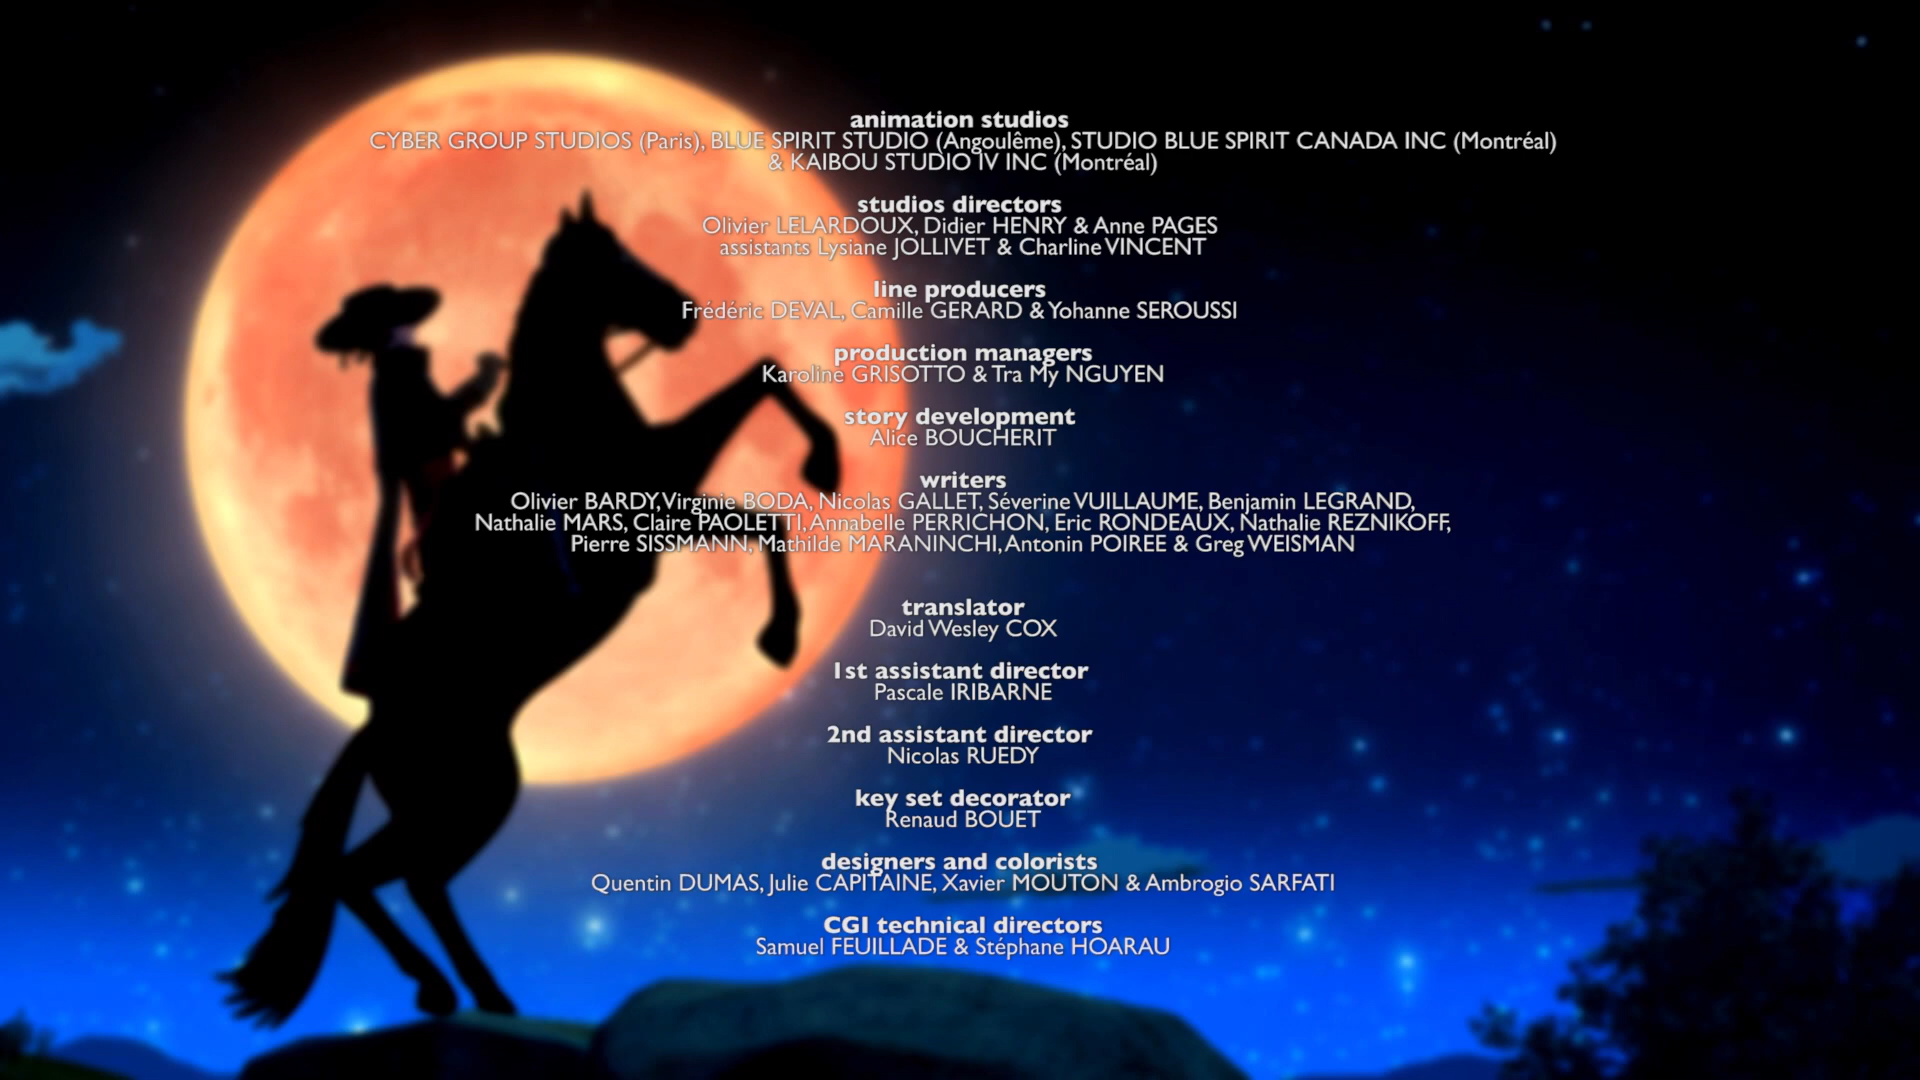 animation studios
CYBER GROUP STUDIOS (Paris), BLUE SPIRIT STUDIO (Angoulême), STUDIO BLUE SPIRIT CANADA INC (Montréal)
& KAIBOU STUDIO IV INC (Montréal)
studios directors
Olivier LELARDOUX, Didier HENRY & Anne PAGES
assistants Lysiane JOLLIVET & Charline VINCENT
line producers
Frédéric DEVAL, Camille GERARD & Yohanne SEROUSSI
production managers
Karoline GRISOTTO & Tra My NGUYEN
story development
Alice BOUCHERIT
writers
Olivier BARDY, Virginie BODA, Nicolas GALLET, Séverine VUILLAUME, Benjamin LEGRAND,
Nathalie MARS, Claire PAOLETTI, Annabelle PERRICHON, Eric RONDEAUX, Nathalie REZNIKOFF,
Pierre SISSMANN, Mathilde MARANINCHI, Antonin POIREE & Greg WEISMAN
translator
David Wesley COX
1st assistant director
Pascale IRIBARNE
2nd assistant director
Nicolas RUEDY
key set decorator
Renaud BOUET
designers and colorists
Quentin DUMAS, Julie CAPITAINE, Xavier MOUTON & Ambrogio SARFATI
CGI technical directors
Samuel FEUILLADE & Stéphane HOARAU